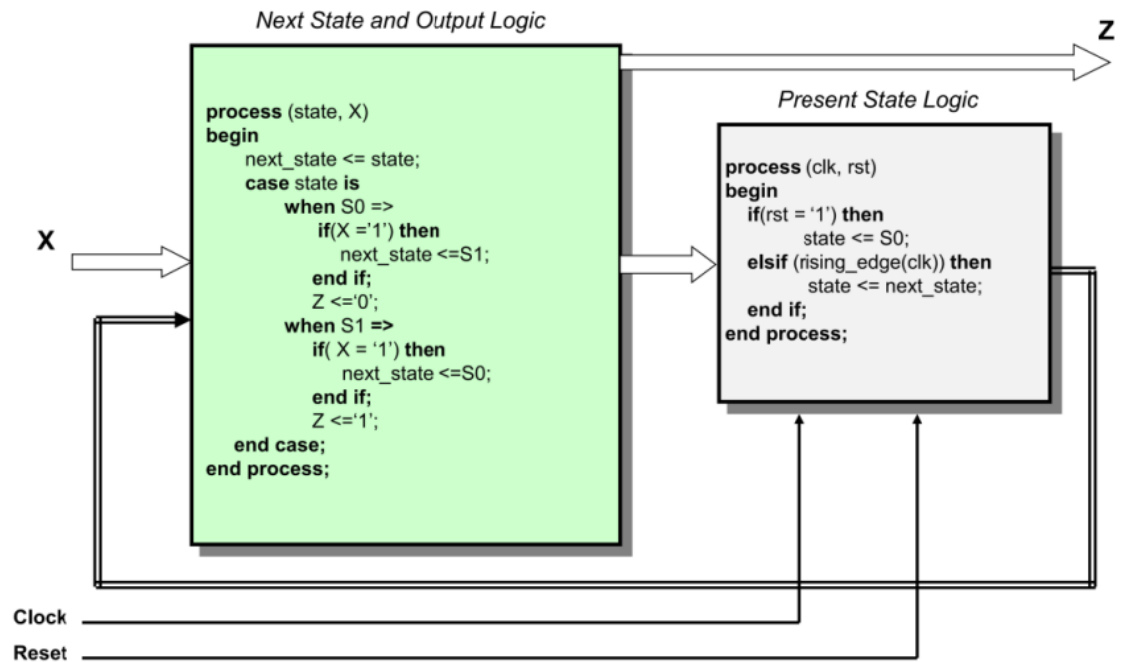 Next State and Output Logic
Z
Present State Logic
process (state, X)
begin
next_state <= state;
case state is
when S0 =>
if(X ='1') then
next_state <=S1;
end if;
Z <='0';
when S1 =>
if( X = '1') then
next_state <=S0;
end if;
Z <='1';
end case;
end process;
process (clk, rst)
begin
if(rst = '1') then
state <= S0;
elsif (rising_edge(clk)) then
state <= next_state;
end if;
end process;
X
Clock
Reset